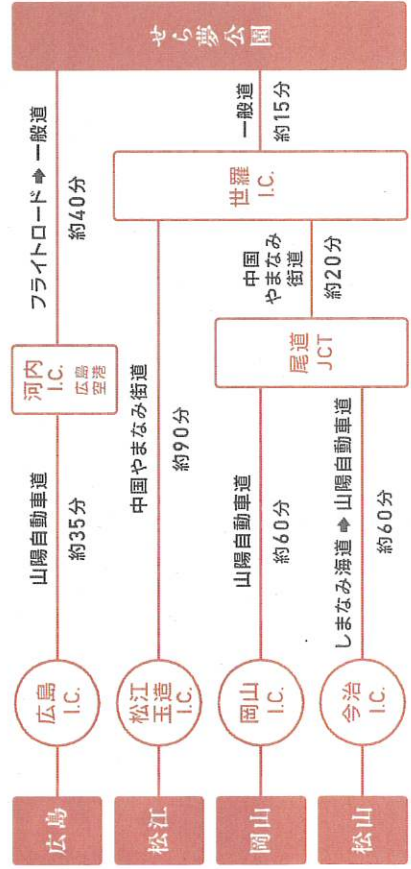 広島
広島
I.C.
山陽自動車道
約35分
河内
I.C.
広島
空港
フライトロード➡一般道
約40分
松江
松江
玉造
I.C.
中国やまなみ街道
約90分
岡山
岡山
I.C.
山陽自動車道
約60分
松山
今治
I.C.
しまなみ海道➡山陽自動車道
約60分
尾道
JCT
中国
やまなみ
街道
約20分
世羅
I.C.
一般道
約15分
せら夢公園